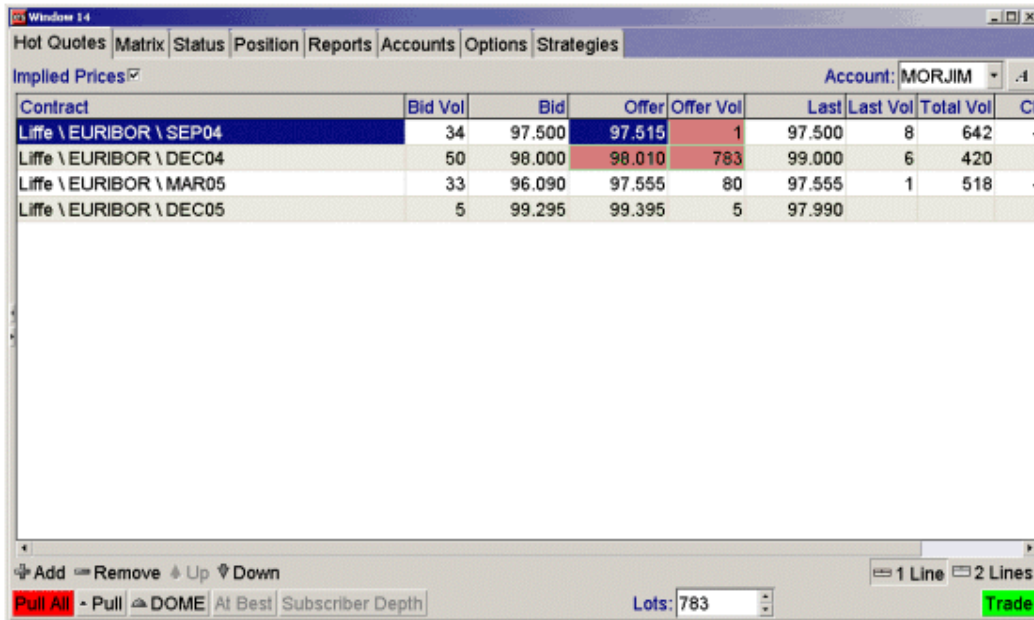 Window 14
Hot Quotes Matrix Status Position Reports Accounts Options Strategies
Implied Prices Account: MORJIM A
Contract Bid Vol Bid Offer Offer Vol Last Last Vol Total Vol
Liffe \ EURIBOR \ SEP04 34 97.500 97.515 1 97.500 8 642
Liffe \ EURIBOR \ DEC04 50 98.000 98.010 783 99.000 6 420
Liffe \ EURIBOR \ MAR05 33 96.090 97.555 80 97.555 1 518
Liffe \ EURIBOR \ DEC05 5 99.295 99.395 5 97.990
Add Remove Up Down 1 Line 2 Lines
Pull All Pull DOME At Best Subscriber Depth Lots: 783 Trade